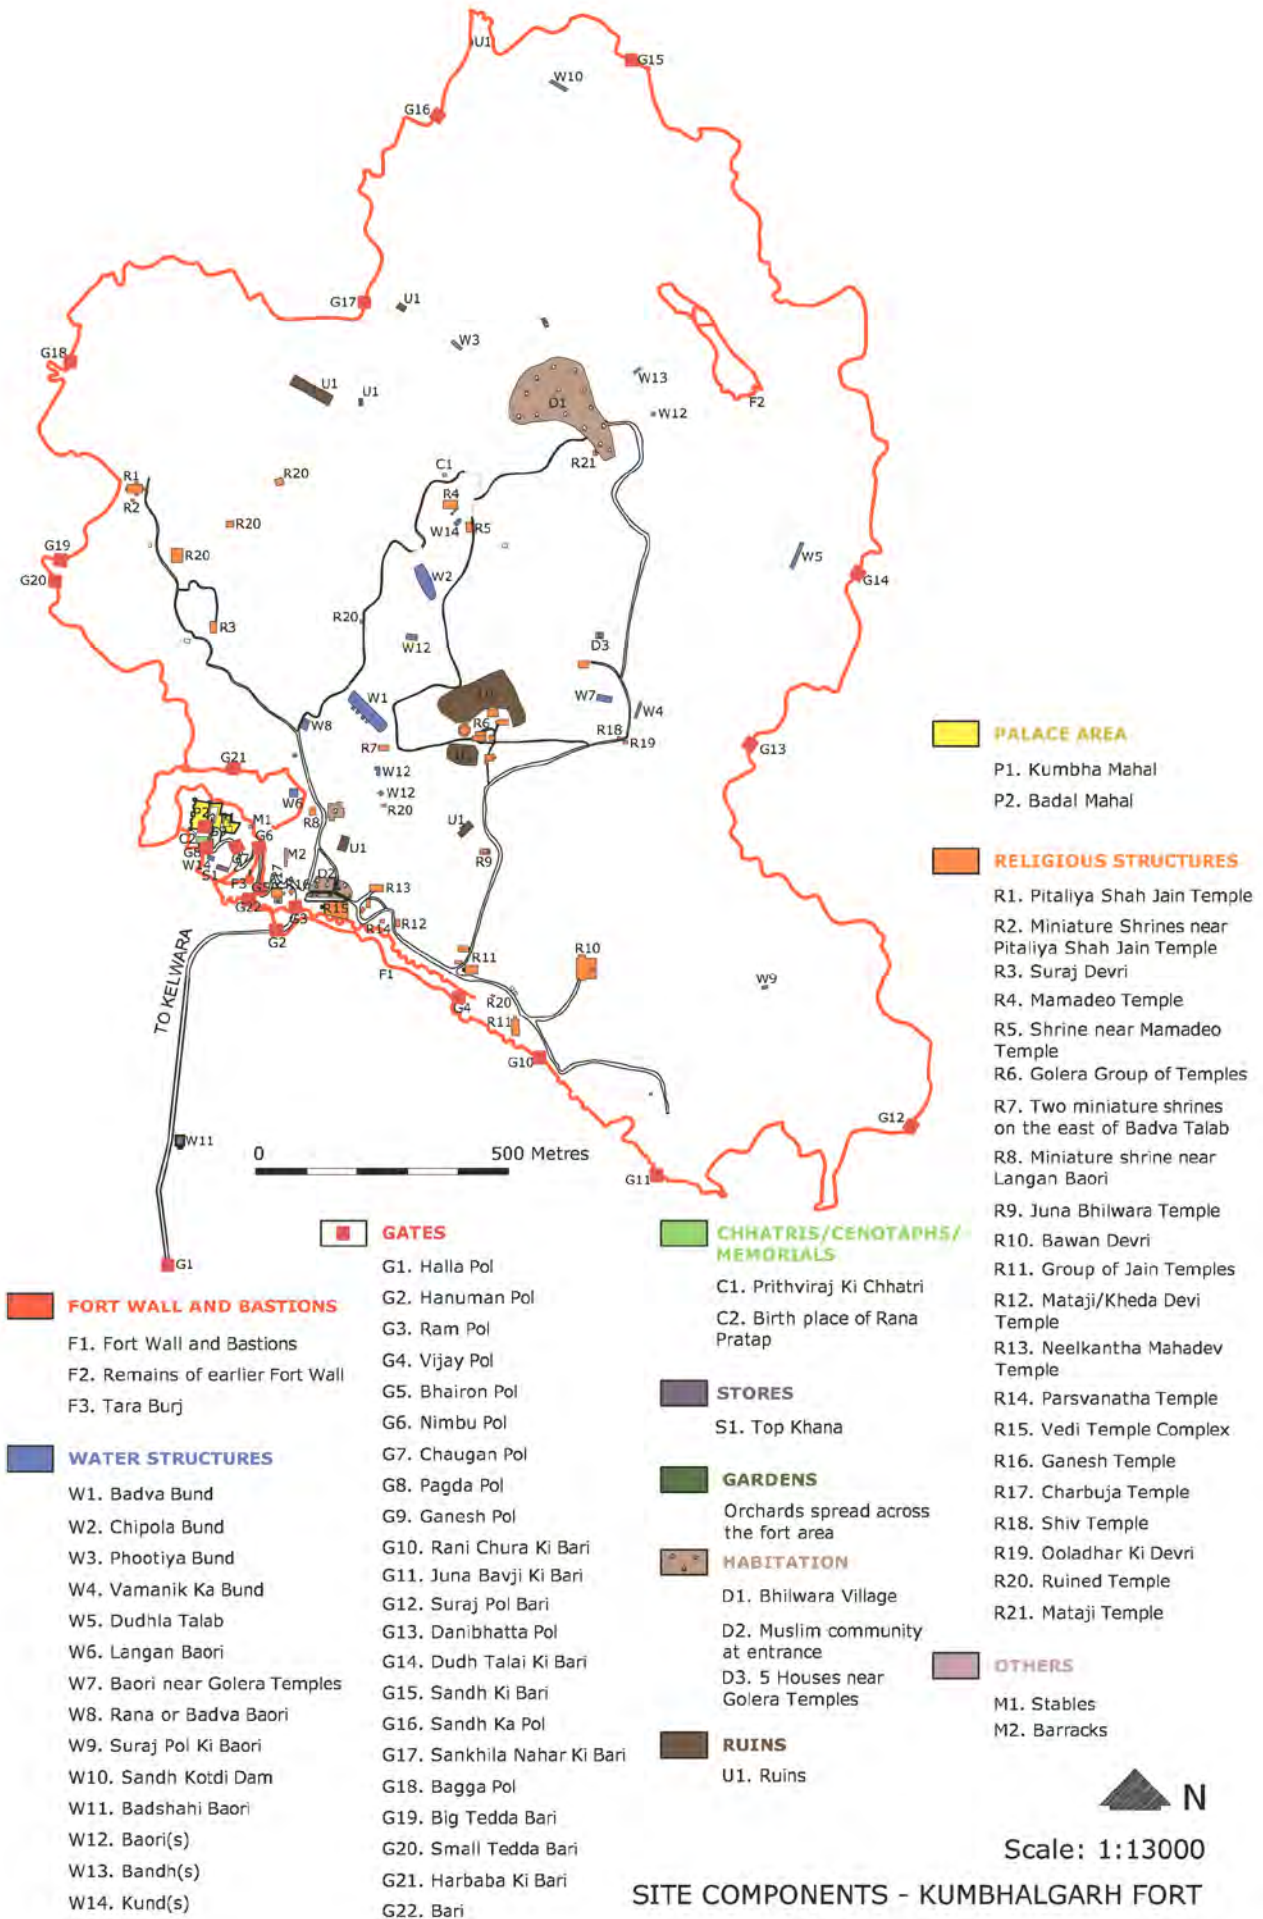 U1
G15
W10
G16
G17
U1
W3
G18
U1
U1
W13
D1
W12
F2
R21
C1
R1
R2
R20
R4
W14
R5
R20
G19
R20
W5
G20
W2
G14
R3
R20
W12
D3
W1
W7
W4
W8
R6
R18
R19
R7
G13
G21
W12
W6
W12
R20
R8
P2
M1
U1
C2
G6
U1
G8
G7
M2
R9
W14
S1
F3
D2
G5
R16
R13
G22
R15
G3
R14
R12
G2
R11
R10
F1
W9
R20
G4
R11
TO KELWARA
G10
G12
W11
0
500 Metres
G11
G1
PALACE AREA
P1. Kumbha Mahal
P2. Badal Mahal
RELIGIOUS STRUCTURES
R1. Pitaliya Shah Jain Temple
R2. Miniature Shrines near
Pitaliya Shah Jain Temple
R3. Suraj Devri
R4. Mamadeo Temple
R5. Shrine near Mamadeo
Temple
R6. Golera Group of Temples
R7. Two miniature shrines
on the east of Badva Talab
R8. Miniature shrine near
Langan Baori
R9. Juna Bhilwara Temple
R10. Bawan Devri
R11. Group of Jain Temples
R12. Mataji/Kheda Devi
Temple
R13. Neelkantha Mahadev
Temple
R14. Parsvanatha Temple
R15. Vedi Temple Complex
R16. Ganesh Temple
R17. Charbuja Temple
R18. Shiv Temple
R19. Ooladhar Ki Devri
R20. Ruined Temple
R21. Mataji Temple
OTHERS
M1. Stables
M2. Barracks
FORT WALL AND BASTIONS
F1. Fort Wall and Bastions
F2. Remains of earlier Fort Wall
F3. Tara Burj
WATER STRUCTURES
W1. Badva Bund
W2. Chipola Bund
W3. Phootiya Bund
W4. Vamanik Ka Bund
W5. Dudhla Talab
W6. Langan Baori
W7. Baori near Golera Temples
W8. Rana or Badva Baori
W9. Suraj Pol Ki Baori
W10. Sandh Kotdi Dam
W11. Badshahi Baori
W12. Baori(s)
W13. Bandh(s)
W14. Kund(s)
GATES
G1. Halla Pol
G2. Hanuman Pol
G3. Ram Pol
G4. Vijay Pol
G5. Bhairon Pol
G6. Nimbu Pol
G7. Chaugan Pol
G8. Pagda Pol
G9. Ganesh Pol
G10. Rani Chura Ki Bari
G11. Juna Bavji Ki Bari
G12. Suraj Pol Bari
G13. Danibhatta Pol
G14. Dudh Talai Ki Bari
G15. Sandh Ki Bari
G16. Sandh Ka Pol
G17. Sankhila Nahar Ki Bari
G18. Bagga Pol
G19. Big Tedda Bari
G20. Small Tedda Bari
G21. Harbaba Ki Bari
G22. Bari
CHHATRIS/CENOTAPHS/
MEMORIALS
C1. Prithviraj Ki Chhatri
C2. Birth place of Rana
Pratap
STORES
S1. Top Khana
GARDENS
Orchards spread across
the fort area
HABITATION
D1. Bhilwara Village
D2. Muslim community
at entrance
D3. 5 Houses near
Golera Temples
RUINS
U1. Ruins
N
Scale: 1:13000
SITE COMPONENTS - KUMBHALGARH FORT